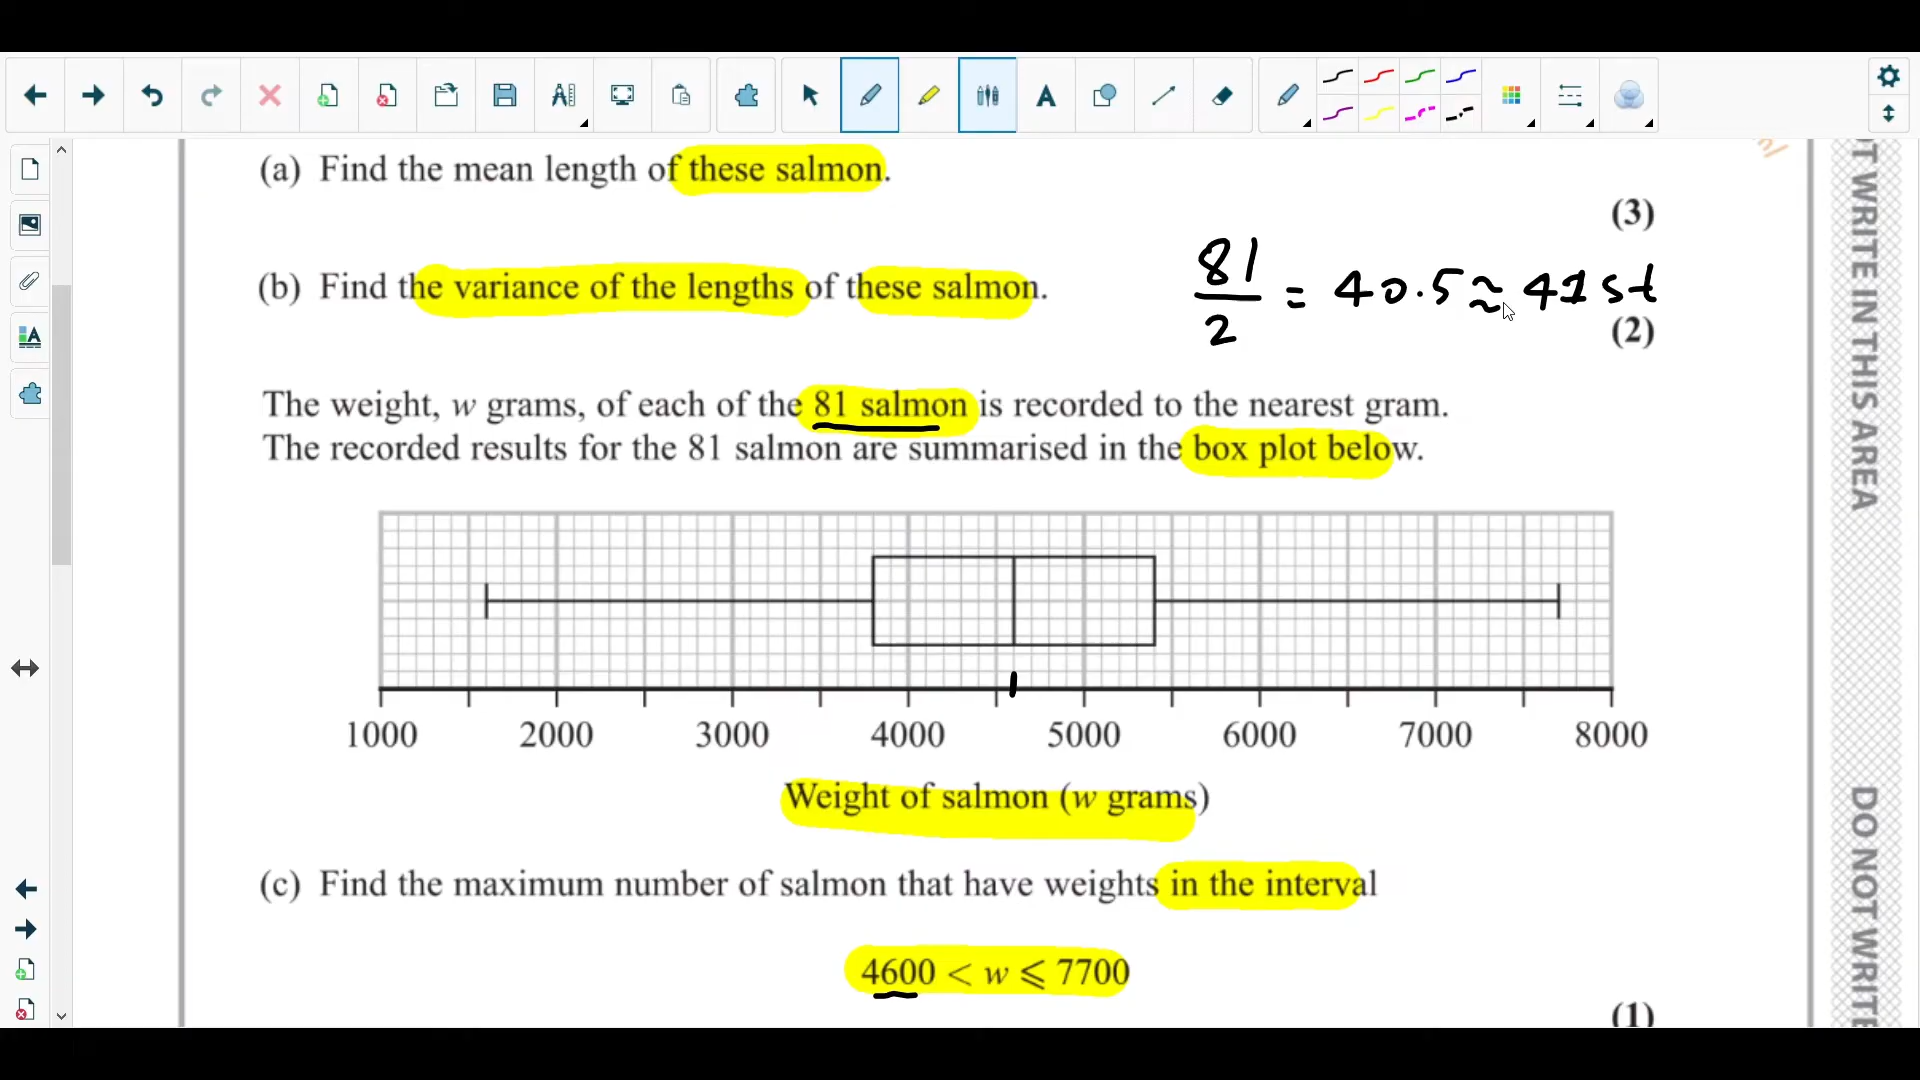 (a) Find the mean length of these salmon.
(3)
(b) Find the variance of the lengths of these salmon.
81
— = 40.5 ≈ 41st
2
(2)
The weight, w grams, of each of the 81 salmon is recorded to the nearest gram.
The recorded results for the 81 salmon are summarised in the box plot below.
1000 2000 3000 4000 5000 6000 7000 8000
Weight of salmon (w grams)
(c) Find the maximum number of salmon that have weights in the interval
4600 < w ⩽ 7700
(1)
T WRITE IN THIS AREA
DO NOT WRITE